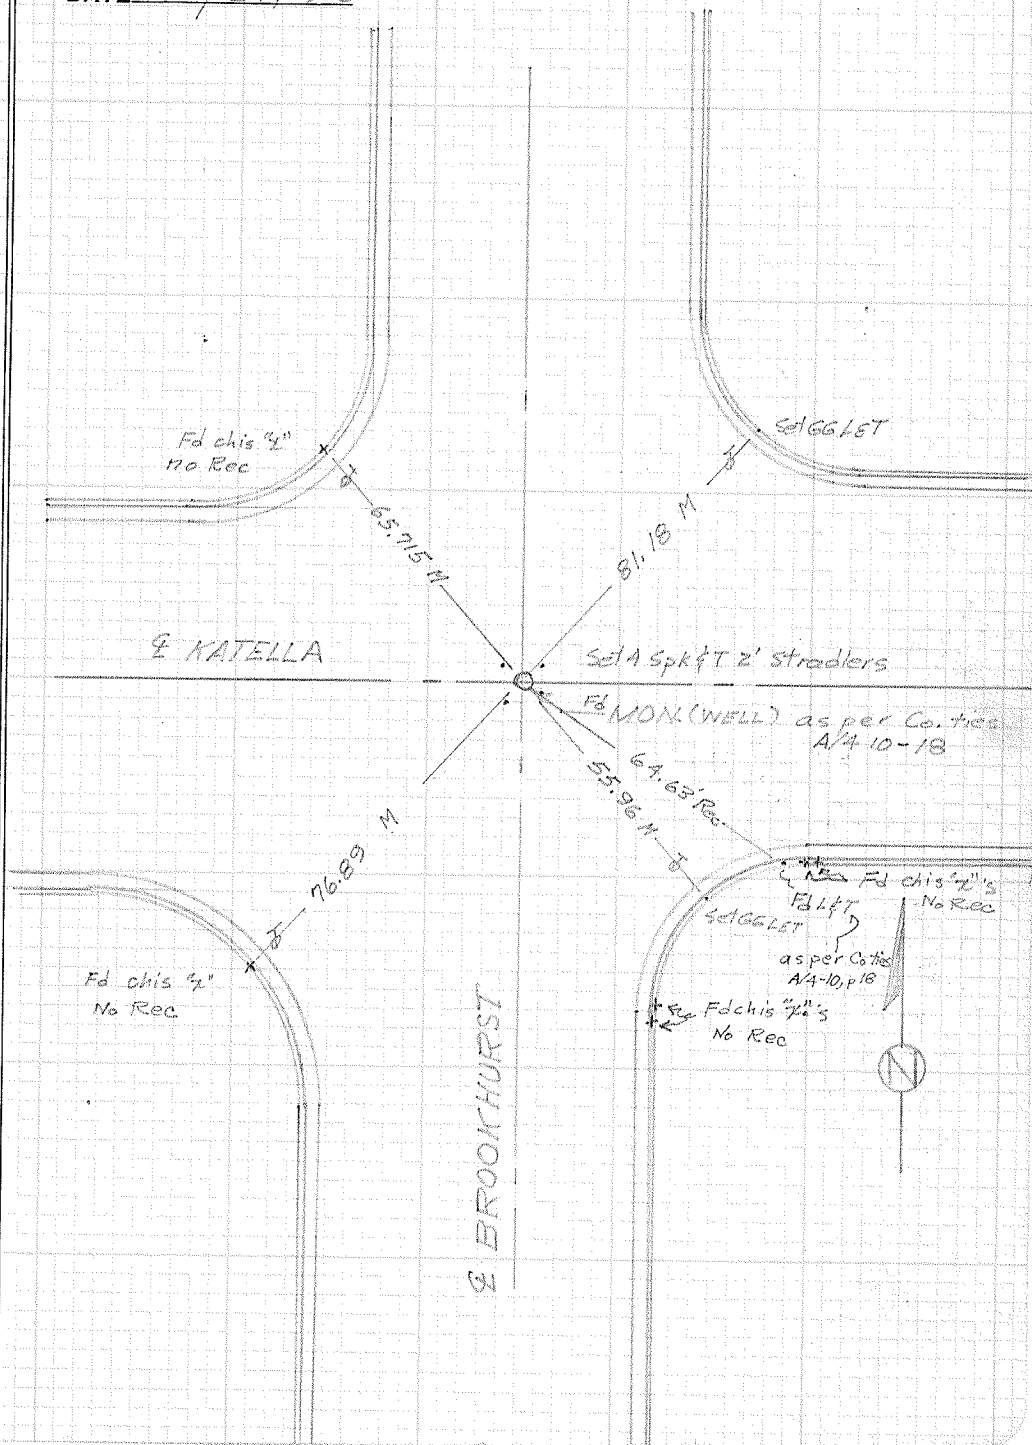 DATE
Fd chis "x"
no Rec
Set GG LET
65.715 M
81.18 M
℄ KATELLA
Set A Spk & T 2' Stradlers
Fd MON. (WELL) as per Co. ties
A/4 10-18
64.63' Rec.
55.96 M
76.89 M
Fd chis "x"'s
No Rec
Fd L&T
Set GG LET
as per Co ties
A/4-10, p 18
Fd chis "x"
No Rec
Fd chis "x"'s
No Rec
N
℄ BROOKHURST